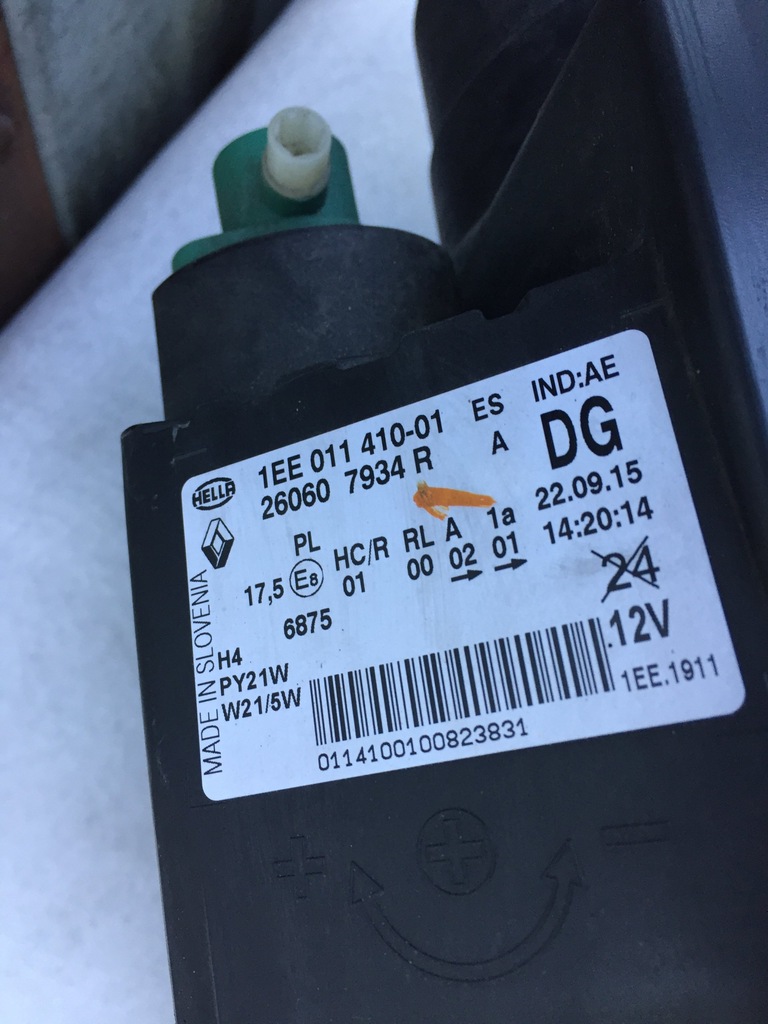 IND:AE
1EE 011 410-01 ES
26060 7934 R A DG
HELLA
22.09.15
14:20:14
PL HC/R RL A 1a
17,5 E8 01 00 02 01
6875
24
12V
H4
PY21W
W21/5W
MADE IN SLOVENIA
1EE.1911
0114100100823831
+ + −